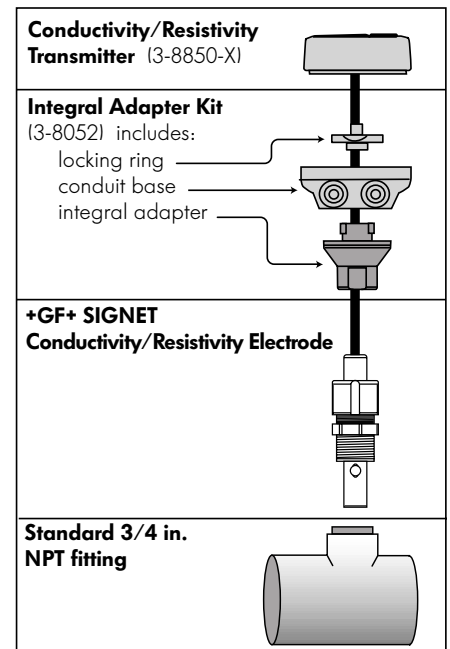 Conductivity/Resistivity
Transmitter (3-8850-X)
Integral Adapter Kit
(3-8052) includes:
locking ring
conduit base
integral adapter
+GF+ SIGNET
Conductivity/Resistivity Electrode
Standard 3/4 in.
NPT fitting